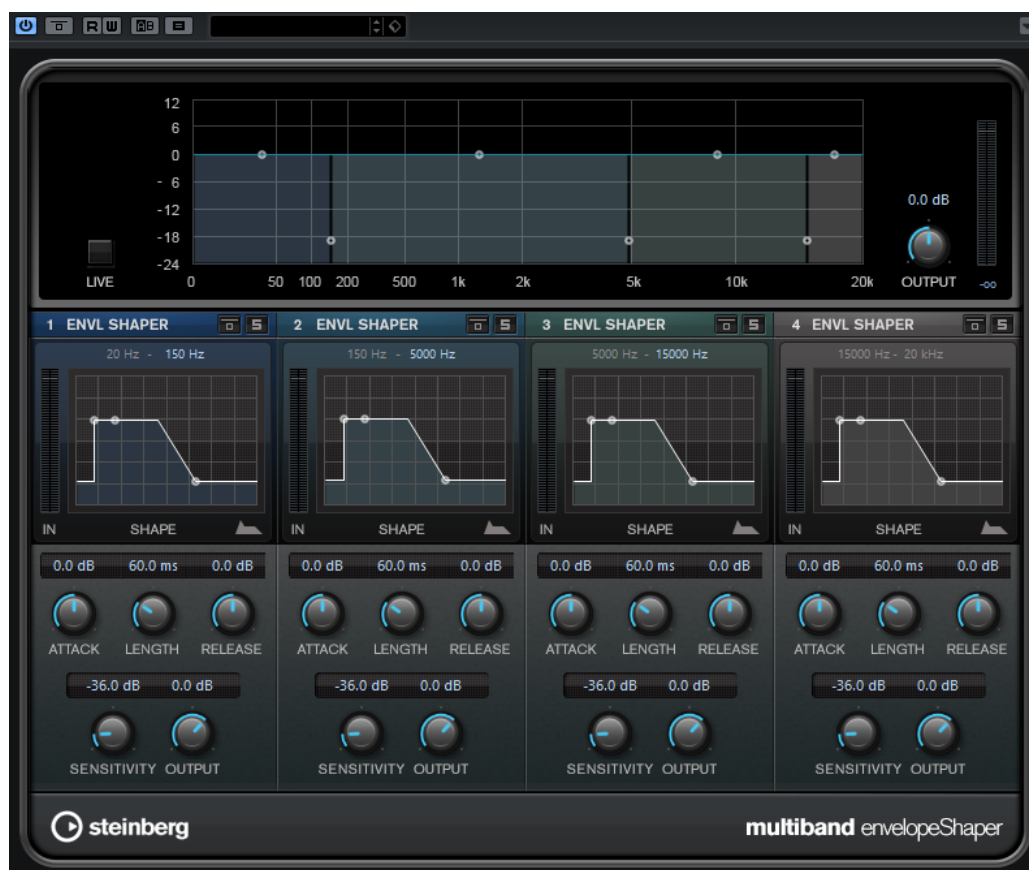 R W AB
12
6
0
- 6
-12
-18
-24
0 50 100 200 500 1k 2k 5k 10k 20k
LIVE
0.0 dB
OUTPUT
-oo
1 ENVL SHAPER S 2 ENVL SHAPER S 3 ENVL SHAPER S 4 ENVL SHAPER S
20 Hz - 150 Hz 150 Hz - 5000 Hz 5000 Hz - 15000 Hz 15000 Hz - 20 kHz
IN SHAPE IN SHAPE IN SHAPE IN SHAPE
0.0 dB 60.0 ms 0.0 dB 0.0 dB 60.0 ms 0.0 dB 0.0 dB 60.0 ms 0.0 dB 0.0 dB 60.0 ms 0.0 dB
ATTACK LENGTH RELEASE ATTACK LENGTH RELEASE ATTACK LENGTH RELEASE ATTACK LENGTH RELEASE
-36.0 dB 0.0 dB -36.0 dB 0.0 dB -36.0 dB 0.0 dB -36.0 dB 0.0 dB
SENSITIVITY OUTPUT SENSITIVITY OUTPUT SENSITIVITY OUTPUT SENSITIVITY OUTPUT
steinberg multiband envelopeShaper